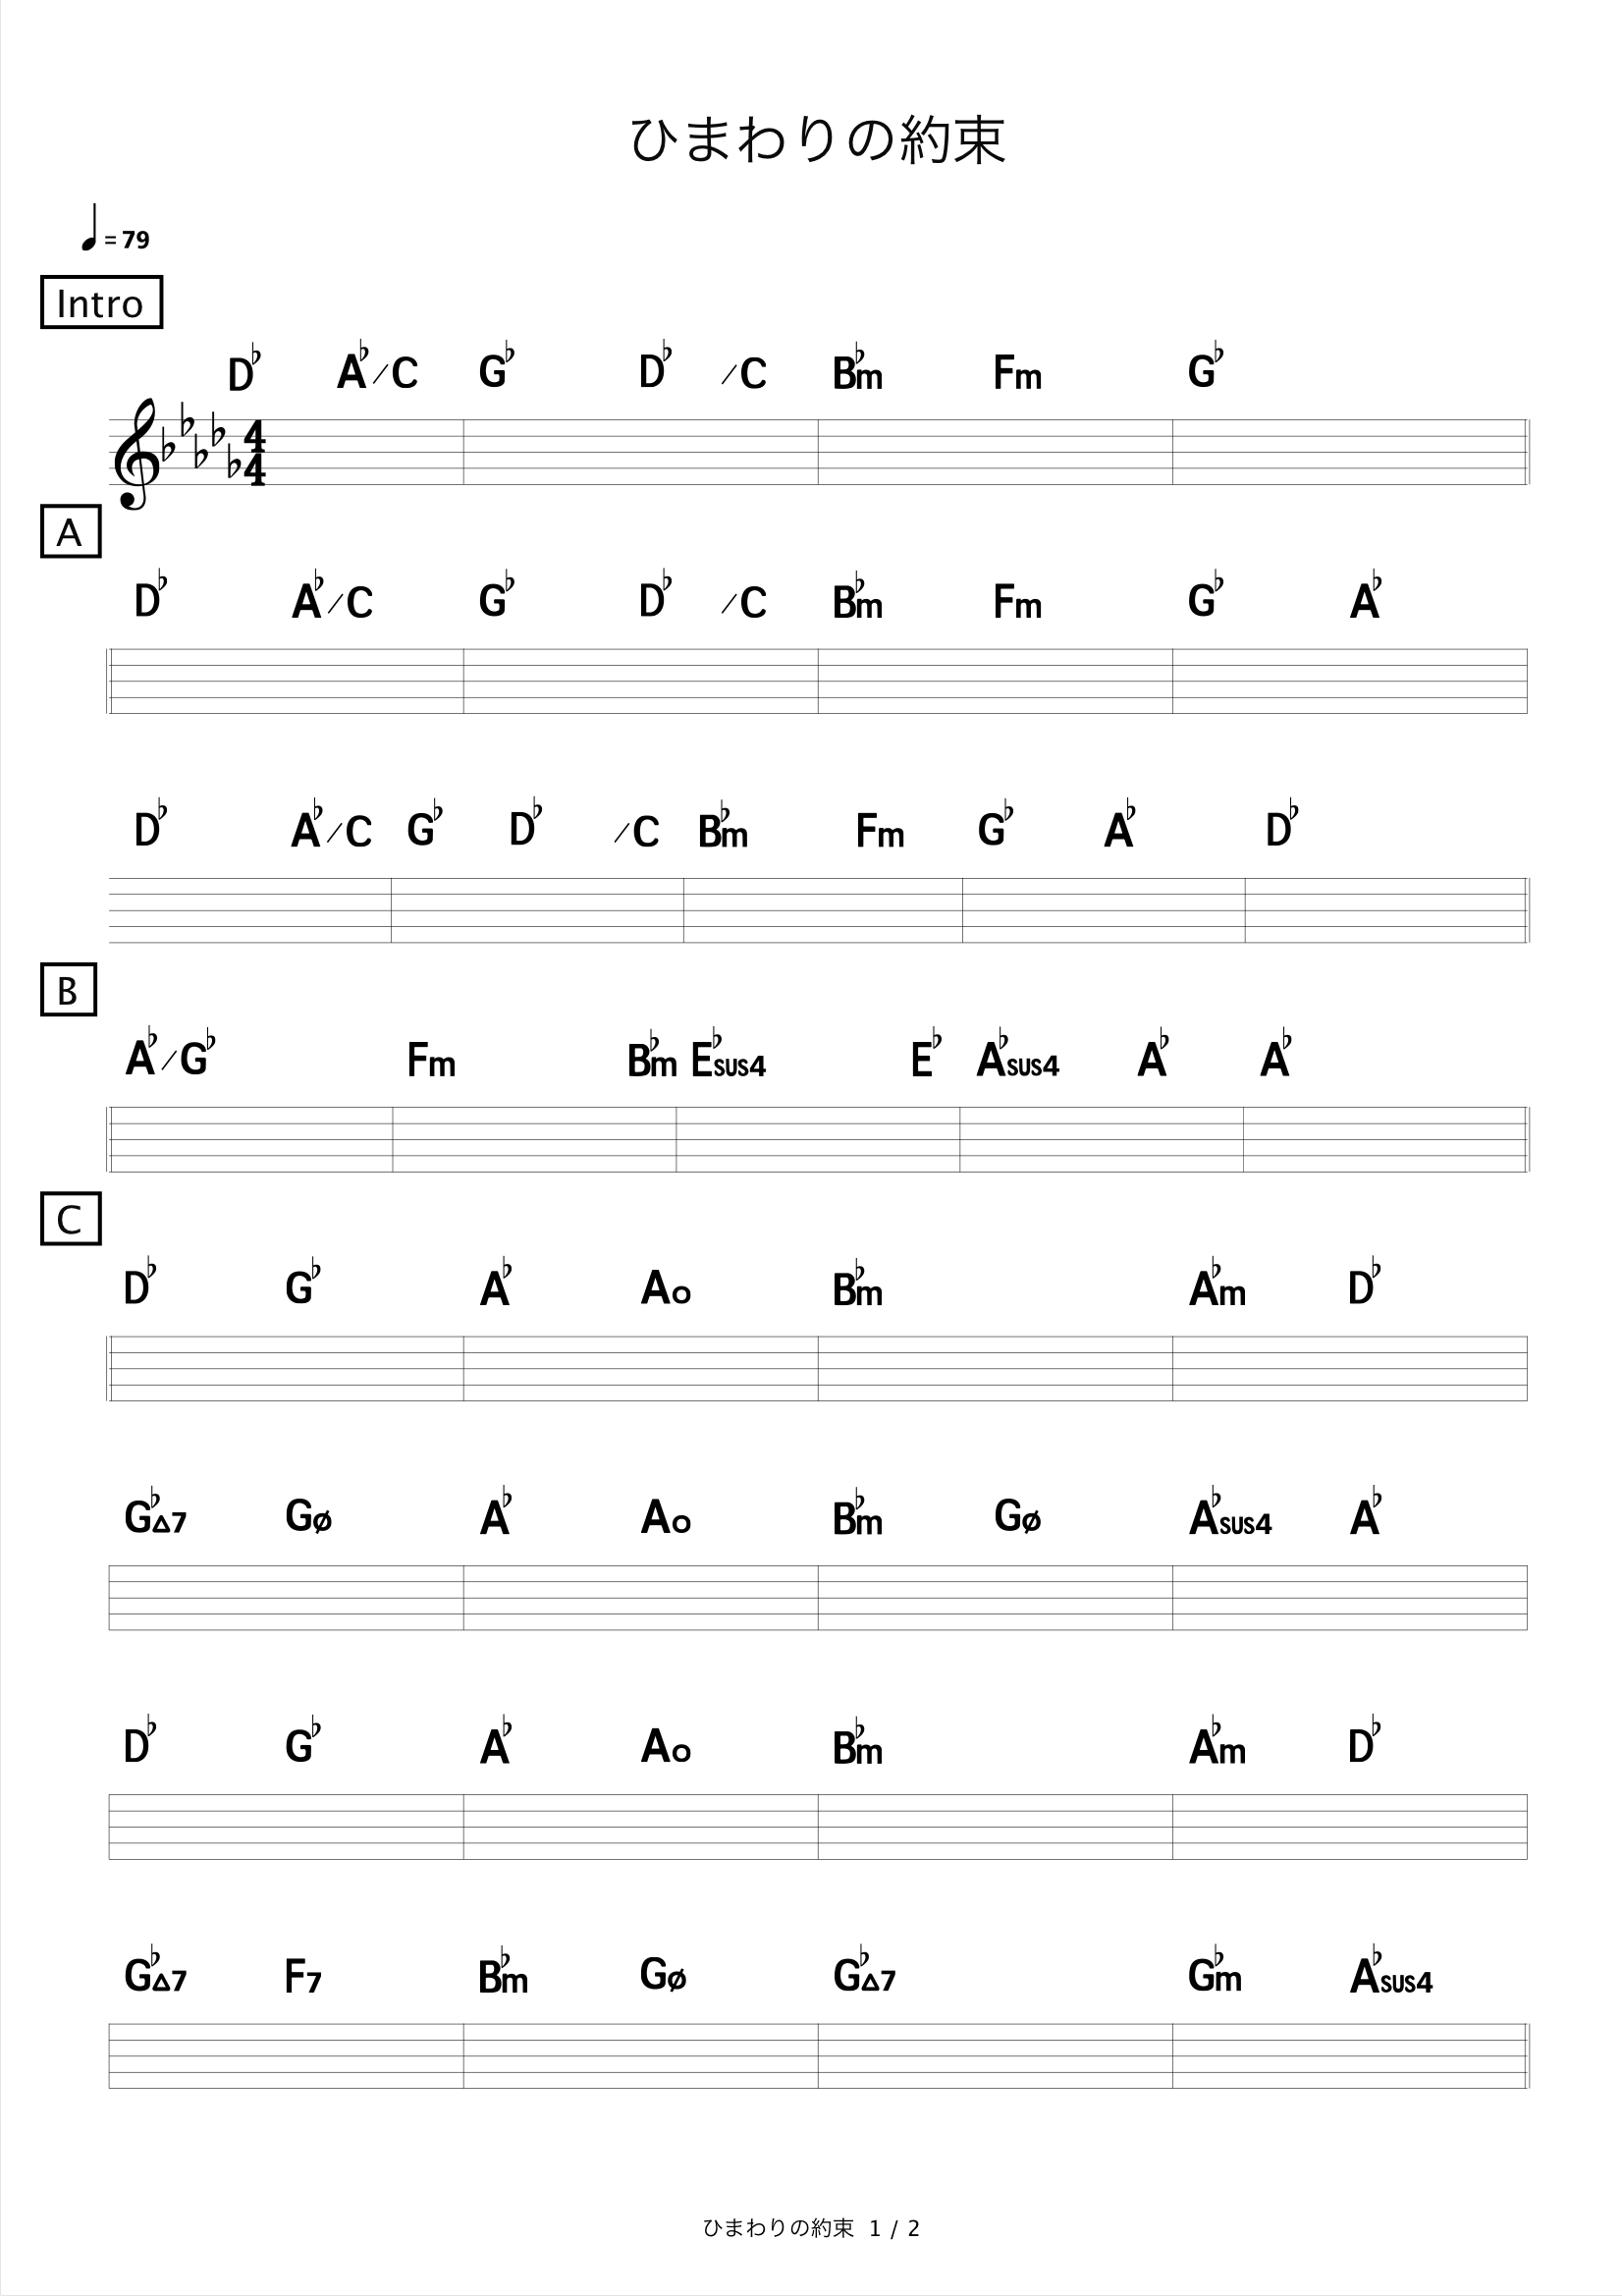 ひまわりの約束
♩= 79
Intro
D♭ A♭/C G♭ D♭ /C B♭m Fm G♭
4
4
A
D♭ A♭/C G♭ D♭ /C B♭m Fm G♭ A♭
D♭ A♭/C G♭ D♭ /C B♭m Fm G♭ A♭ D♭
B
A♭/G♭ Fm B♭m E♭sus4 E♭ A♭sus4 A♭ A♭
C
D♭ G♭ A♭ Ao B♭m A♭m D♭
G♭△7 Gø A♭ Ao B♭m Gø A♭sus4 A♭
D♭ G♭ A♭ Ao B♭m A♭m D♭
G♭△7 F7 B♭m Gø G♭△7 G♭m A♭sus4
ひまわりの約束 1 / 2